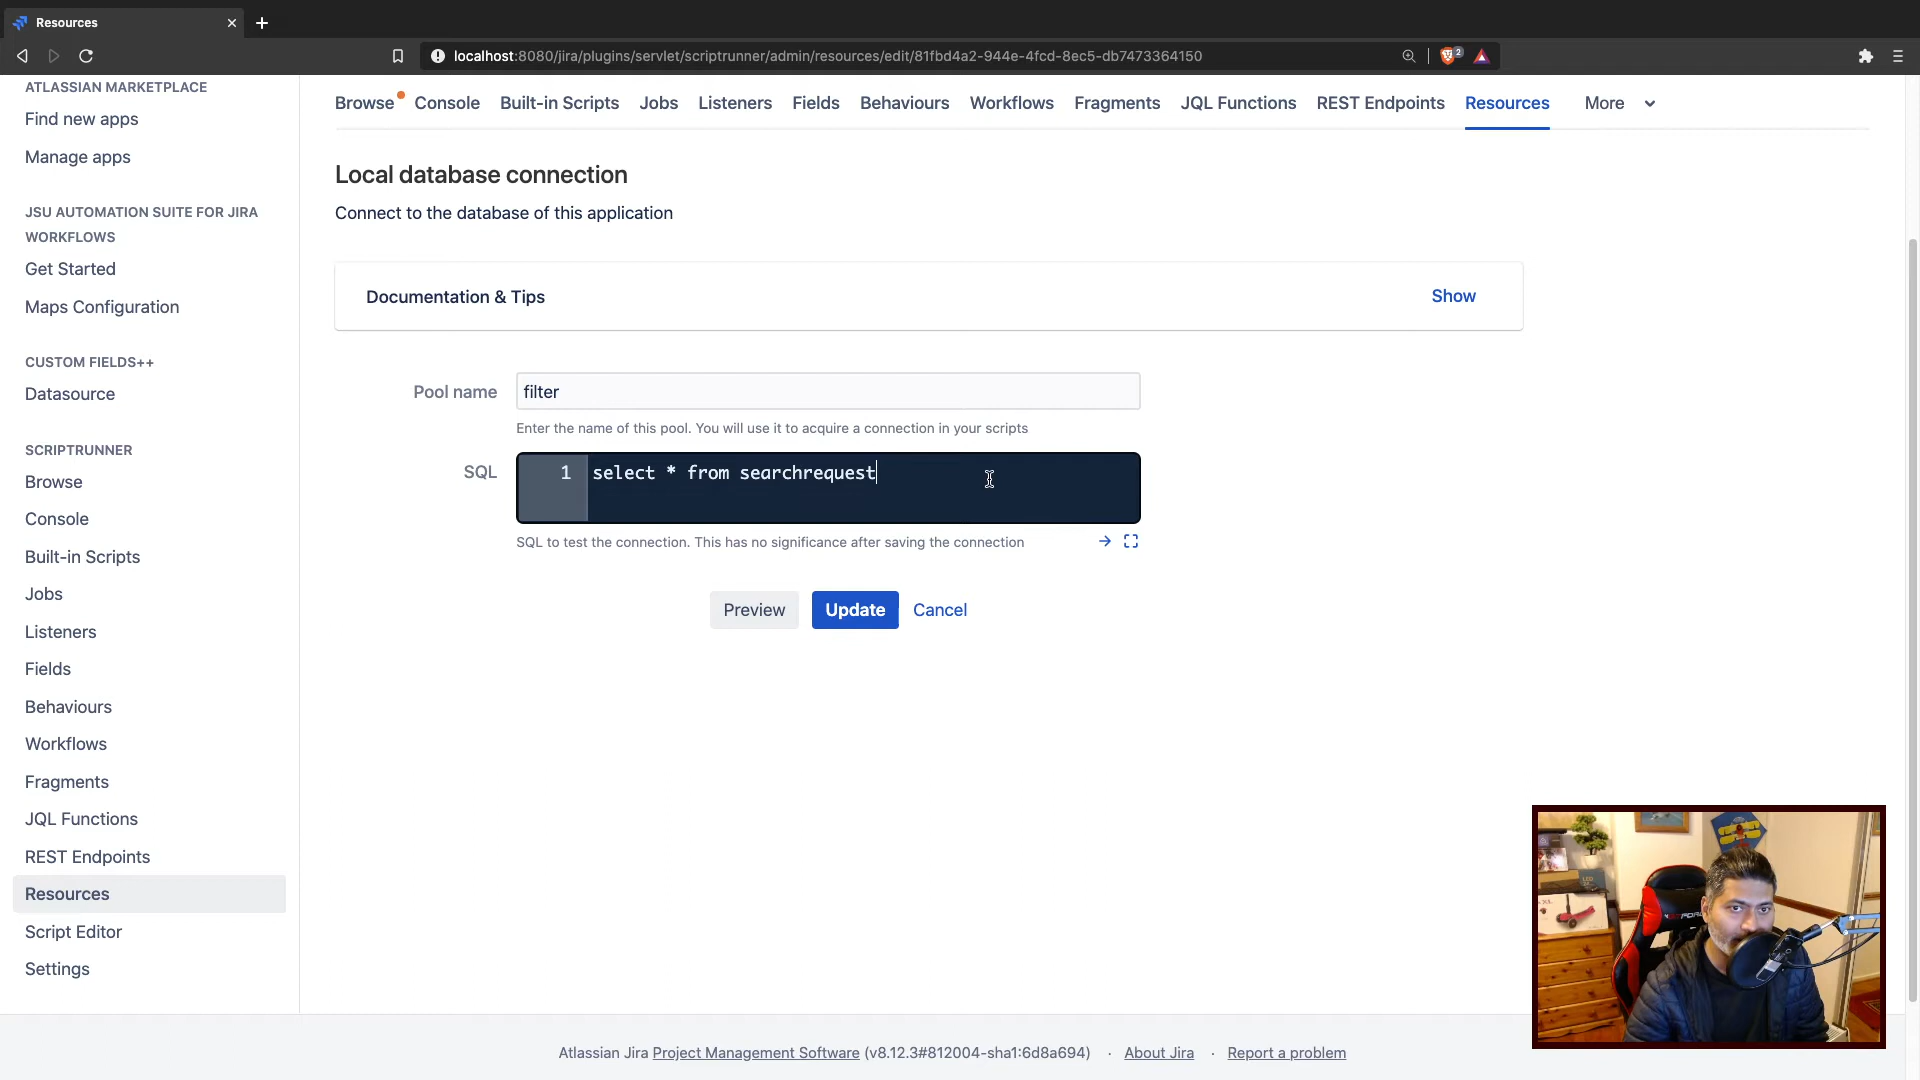 Resources
localhost:8080/jira/plugins/servlet/scriptrunner/admin/resources/edit/81fbd4a2-944e-4fcd-8ec5-db7473364150
2
ATLASSIAN MARKETPLACE
Find new apps
Manage apps
JSU AUTOMATION SUITE FOR JIRA
WORKFLOWS
Get Started
Maps Configuration
CUSTOM FIELDS++
Datasource
SCRIPTRUNNER
Browse
Console
Built-in Scripts
Jobs
Listeners
Fields
Behaviours
Workflows
Fragments
JQL Functions
REST Endpoints
Resources
Script Editor
Settings
Browse Console Built-in Scripts Jobs Listeners Fields Behaviours Workflows Fragments JQL Functions REST Endpoints Resources More
Local database connection
Connect to the database of this application
Documentation & Tips Show
Pool name filter
Enter the name of this pool. You will use it to acquire a connection in your scripts
SQL 1 select * from searchrequest
SQL to test the connection. This has no significance after saving the connection
Preview Update Cancel
Atlassian Jira Project Management Software (v8.12.3#812004-sha1:6d8a694) · About Jira · Report a problem